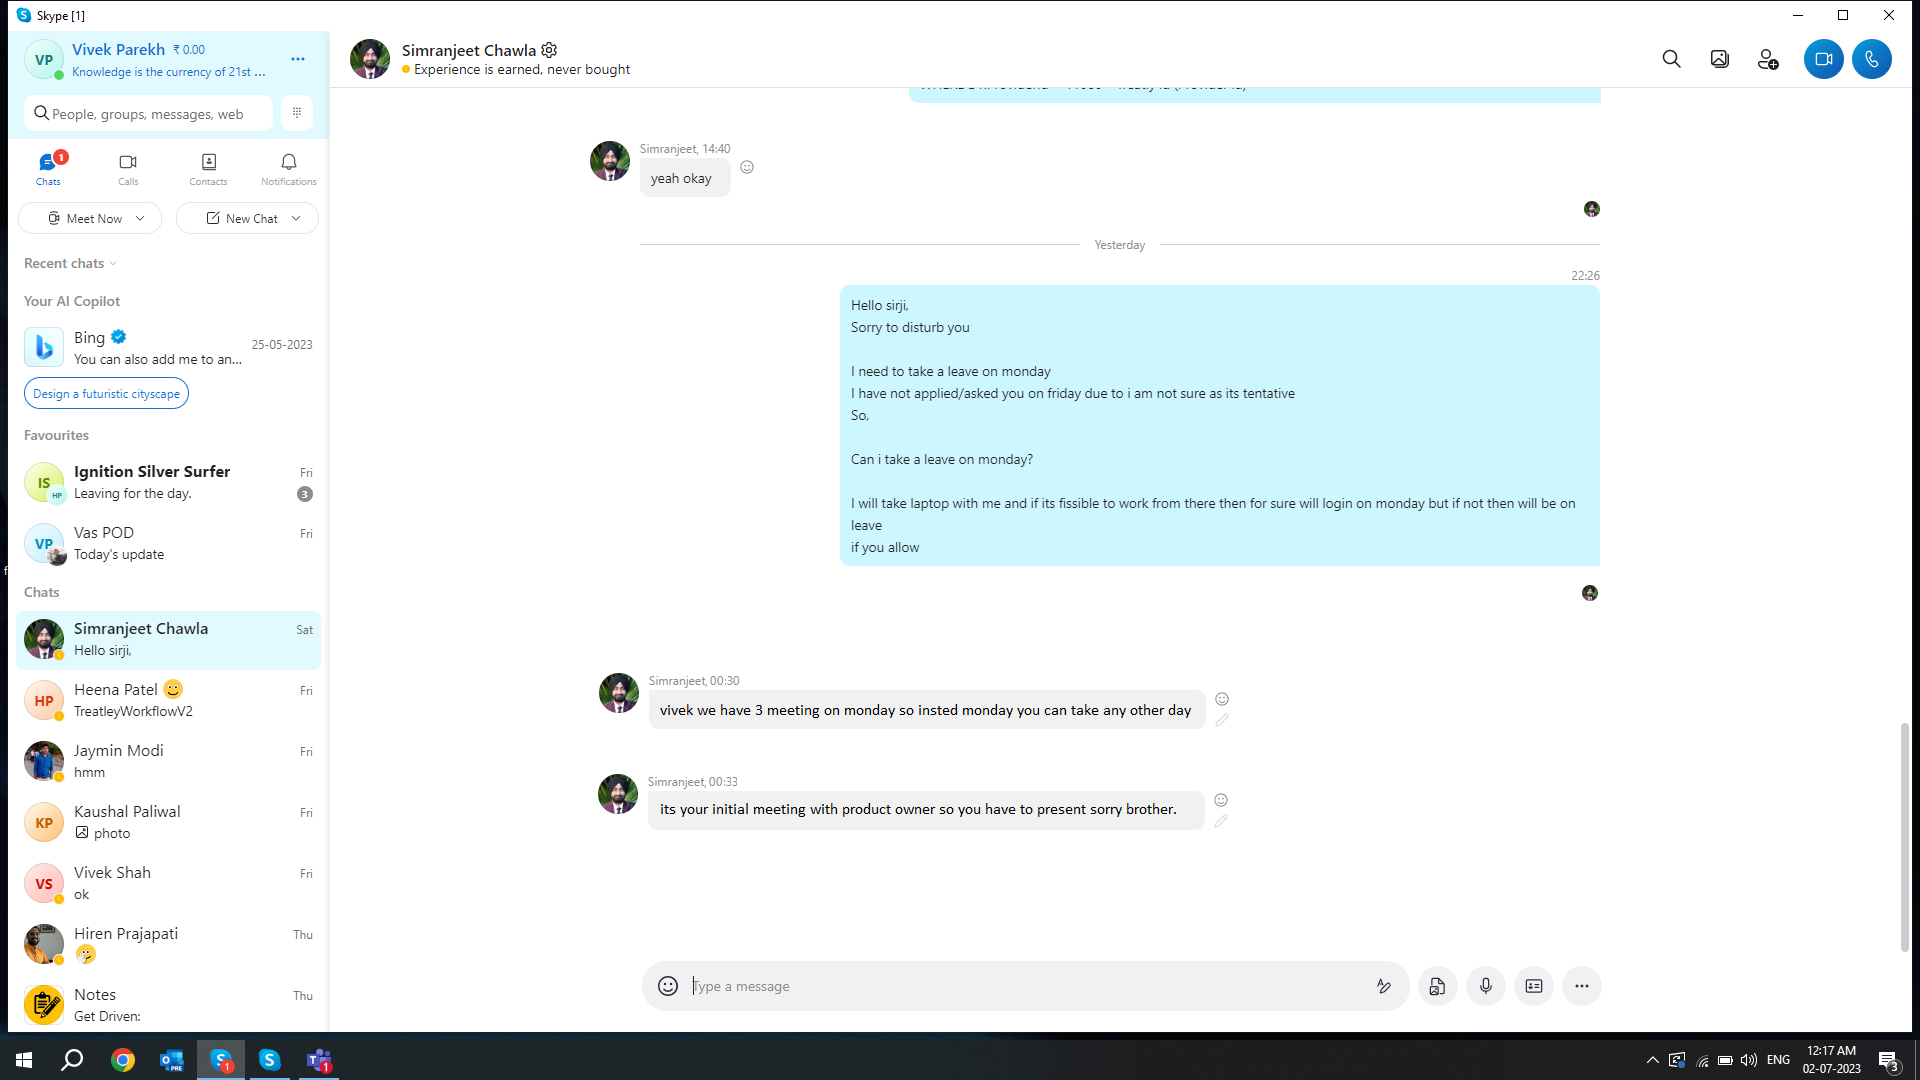 Skype [1]
VP
Vivek Parekh ₹ 0.00
Knowledge is the currency of 21st ...
People, groups, messages, web
1
Chats
Calls
Contacts
Notifications
Meet Now
New Chat
Recent chats
Your AI Copilot
Bing
25-05-2023
You can also add me to an...
Design a futuristic cityscape
Favourites
IS
HP
Ignition Silver Surfer
Fri
Leaving for the day.
3
VP
Vas POD
Fri
Today's update
Chats
Simranjeet Chawla
Sat
Hello sirji,
HP
Heena Patel
Fri
TreatleyWorkflowV2
Jaymin Modi
Fri
hmm
KP
Kaushal Paliwal
Fri
photo
VS
Vivek Shah
Fri
ok
Hiren Prajapati
Thu
Notes
Thu
Get Driven:
Simranjeet Chawla
Experience is earned, never bought
Simranjeet, 14:40
yeah okay
Yesterday
22:26
Hello sirji,
Sorry to disturb you
I need to take a leave on monday
I have not applied/asked you on friday due to i am not sure as its tentative
So,
Can i take a leave on monday?
I will take laptop with me and if its fissible to work from there then for sure will login on monday but if not then will be on
leave
if you allow
Simranjeet, 00:30
vivek we have 3 meeting on monday so insted monday you can take any other day
Simranjeet, 00:33
its your initial meeting with product owner so you have to present sorry brother.
Type a message
f
PRE
1
1
ENG
12:17 AM
02-07-2023
3